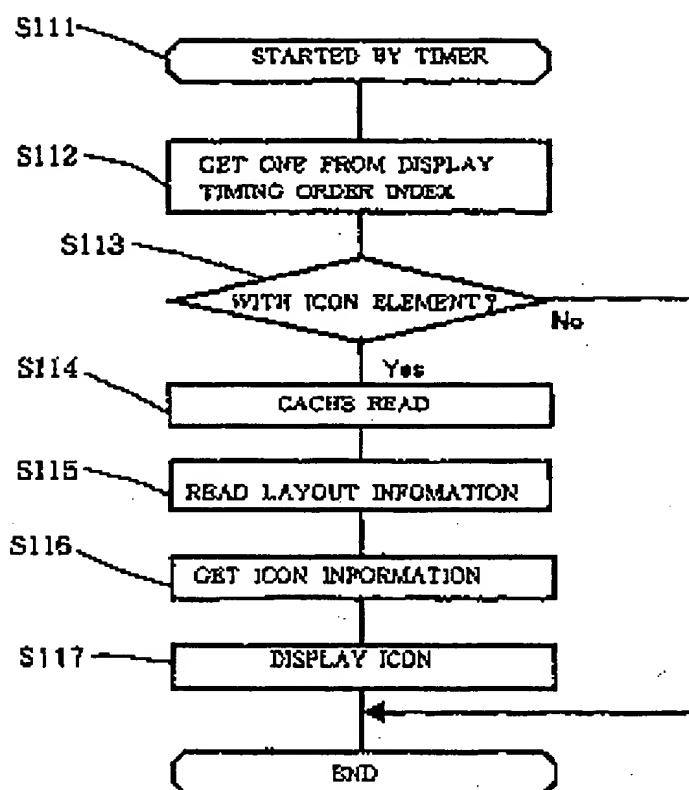 S111
STARTED BY TIMER
S112
GET ONE FROM DISPLAY
TIMING ORDER INDEX
S113
WITH ICON ELEMENT?
No
Yes
S114
CACHE READ
S115
READ LAYOUT INFOMATION
S116
GET ICON INFORMATION
S117
DISPLAY ICON
END